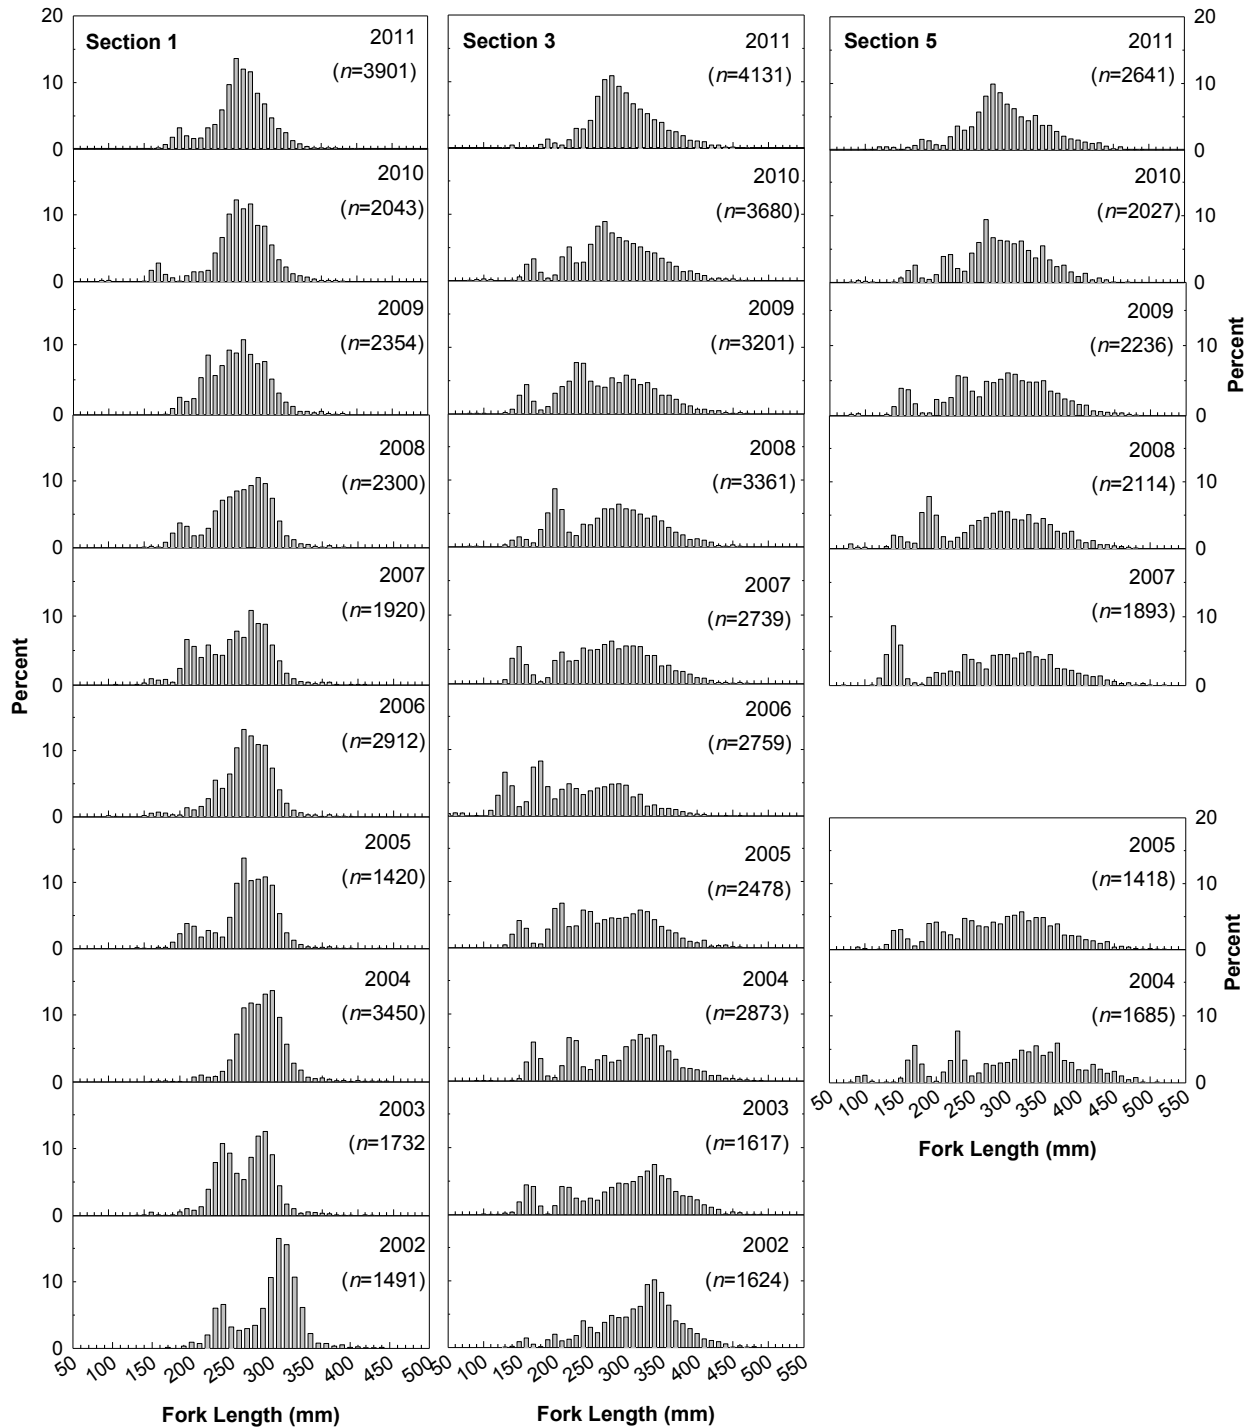 Section 1
2011
(n=3901)
20
10
0
2010
(n=2043)
10
0
2009
(n=2354)
10
0
2008
(n=2300)
10
0
2007
(n=1920)
10
0
2006
(n=2912)
10
0
2005
(n=1420)
10
0
2004
(n=3450)
10
0
2003
(n=1732
10
0
2002
(n=1491)
10
0
Percent
50 100 150 200 250 300 350 400 450 500
Fork Length (mm)
Section 3
2011
(n=4131)
2010
(n=3680)
2009
(n=3201)
2008
(n=3361)
2007
(n=2739)
2006
(n=2759)
2005
(n=2478)
2004
(n=2873)
2003
(n=1617)
2002
(n=1624)
50 100 150 200 250 300 350 400 450 500 550
Fork Length (mm)
Section 5
2011
(n=2641)
20
10
0
2010
(n=2027)
10
0
2009
(n=2236)
10
0
Percent
2008
(n=2114)
10
0
2007
(n=1893)
10
0
2005
(n=1418)
20
10
0
Percent
2004
(n=1685)
10
0
50 100 150 200 250 300 350 400 450 500 550
Fork Length (mm)